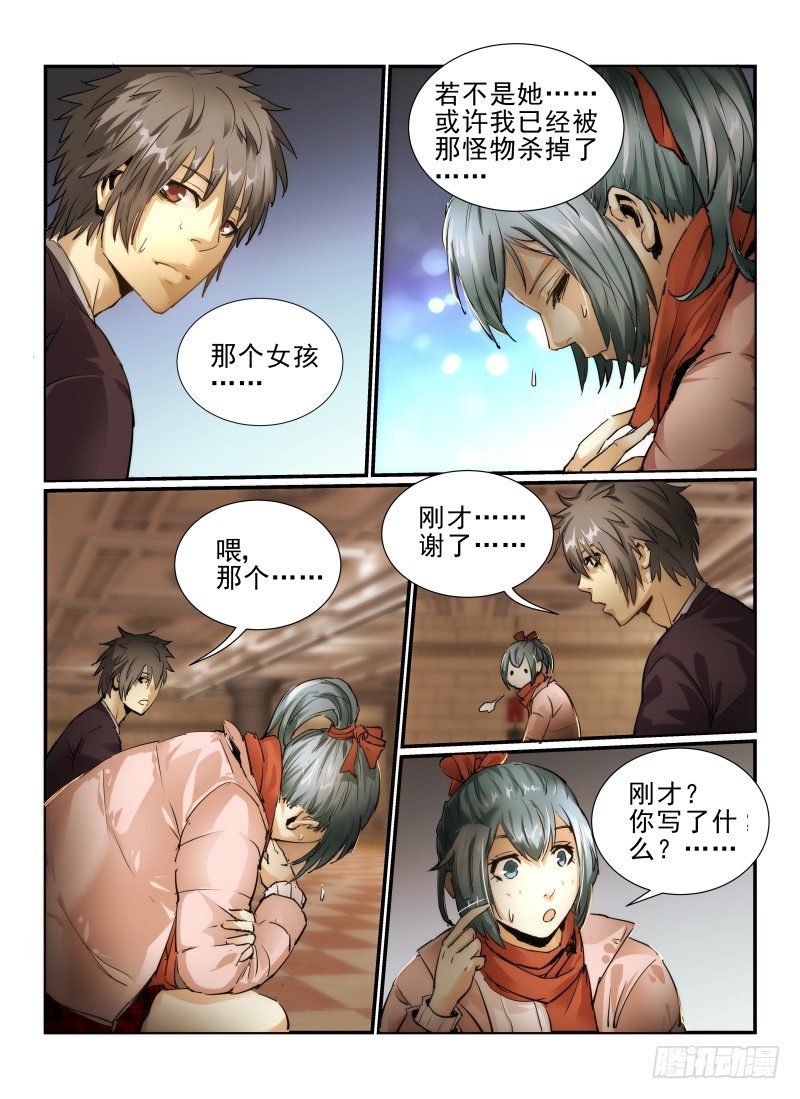 那个女孩
……
若不是她……
或许我已经被
那怪物杀掉了
……
喂，
那个……
刚才……
谢了……
刚才？
你写了什
么？……
腾讯动漫